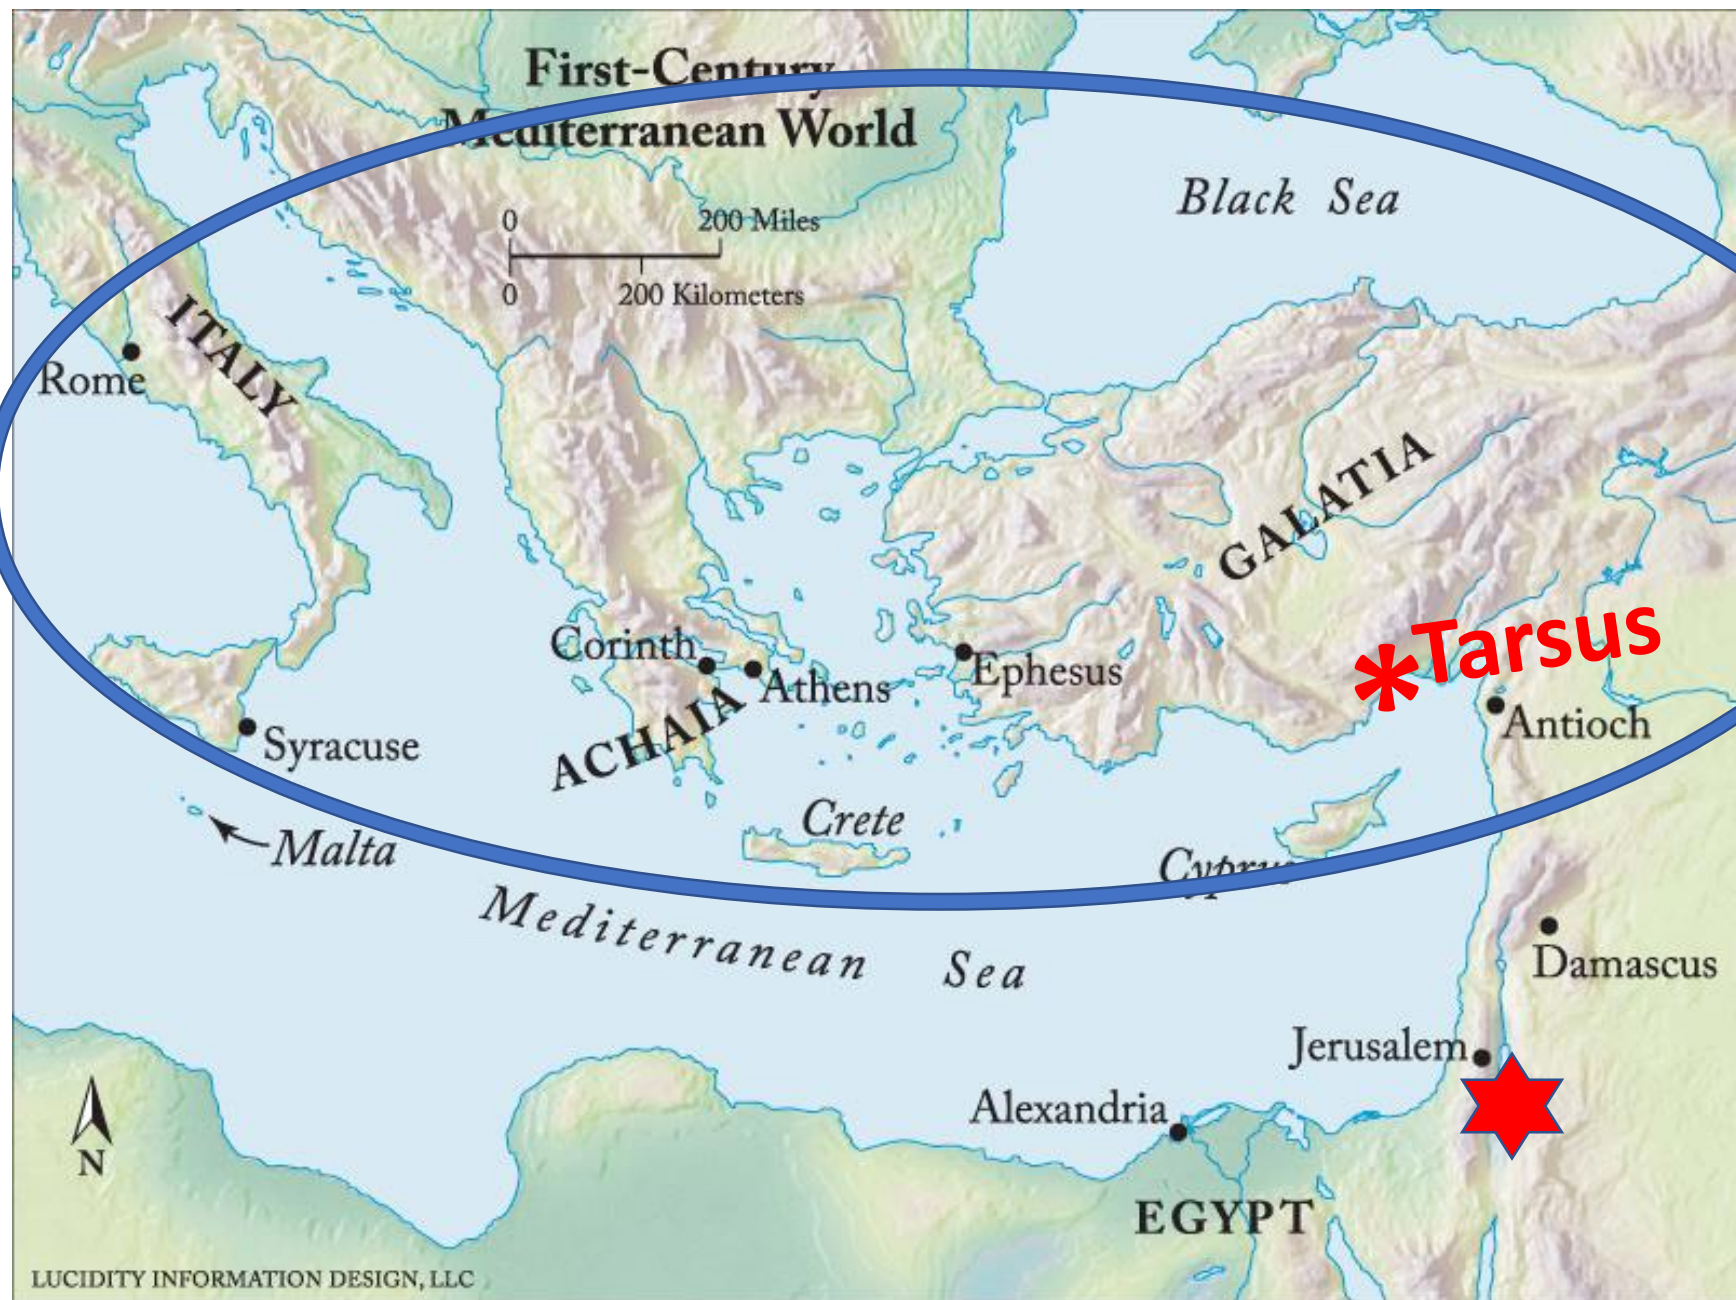 First-Century
Mediterranean World
Black Sea
0 200 Miles
0 200 Kilometers
ITALY
Rome
GALATIA
*Tarsus
Corinth
Athens
Ephesus
ACHAIA
Antioch
Syracuse
Crete
Malta
Cyprus
Mediterranean Sea
Damascus
Jerusalem
Alexandria
N
EGYPT
LUCIDITY INFORMATION DESIGN, LLC